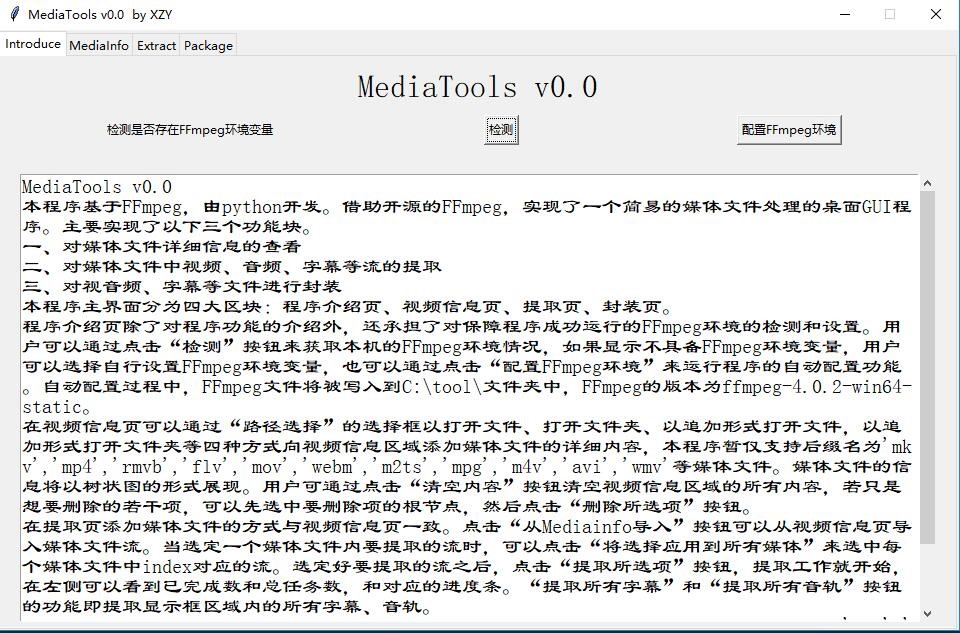 MediaTools v0.0  by XZY
Introduce MediaInfo Extract Package
MediaTools v0.0
检测是否存在FFmpeg环境变量 检测 配置FFmpeg环境
MediaTools v0.0
本程序基于FFmpeg，由python开发。借助开源的FFmpeg，实现了一个简易的媒体文件处理的桌面GUI程
序。主要实现了以下三个功能块。
一、对媒体文件详细信息的查看
二、对媒体文件中视频、音频、字幕等流的提取
三、对视音频、字幕等文件进行封装
本程序主界面分为四大区块：程序介绍页、视频信息页、提取页、封装页。
程序介绍页除了对程序功能的介绍外，还承担了对保障程序成功运行的FFmpeg环境的检测和设置。用
户可以通过点击“检测”按钮来获取本机的FFmpeg环境情况，如果显示不具备FFmpeg环境变量，用户
可以选择自行设置FFmpeg环境变量，也可以通过点击“配置FFmpeg环境”来运行程序的自动配置功能
。自动配置过程中，FFmpeg文件将被写入到C:\tool\文件夹中，FFmpeg的版本为ffmpeg-4.0.2-win64-
static。
在视频信息页可以通过“路径选择”的选择框以打开文件、打开文件夹、以追加形式打开文件，以追
加形式打开文件夹等四种方式向视频信息区域添加媒体文件的详细内容，本程序暂仅支持后缀名为'mk
v','mp4','rmvb','flv','mov','webm','m2ts','mpg','m4v','avi','wmv'等媒体文件。媒体文件的信
息将以树状图的形式展现。用户可通过点击“清空内容”按钮清空视频信息区域的所有内容，若只是
想要删除的若干项，可以先选中要删除项的根节点，然后点击“删除所选项”按钮。
在提取页添加媒体文件的方式与视频信息页一致。点击“从Mediainfo导入”按钮可以从视频信息页导
入媒体文件流。当选定一个媒体文件内要提取的流时，可以点击“将选择应用到所有媒体”来选中每
个媒体文件中index对应的流。选定好要提取的流之后，点击“提取所选项”按钮，提取工作就开始，
在左侧可以看到已完成数和总任务数，和对应的进度条。“提取所有字幕”和“提取所有音轨”按钮
的功能即提取显示框区域内的所有字幕、音轨。